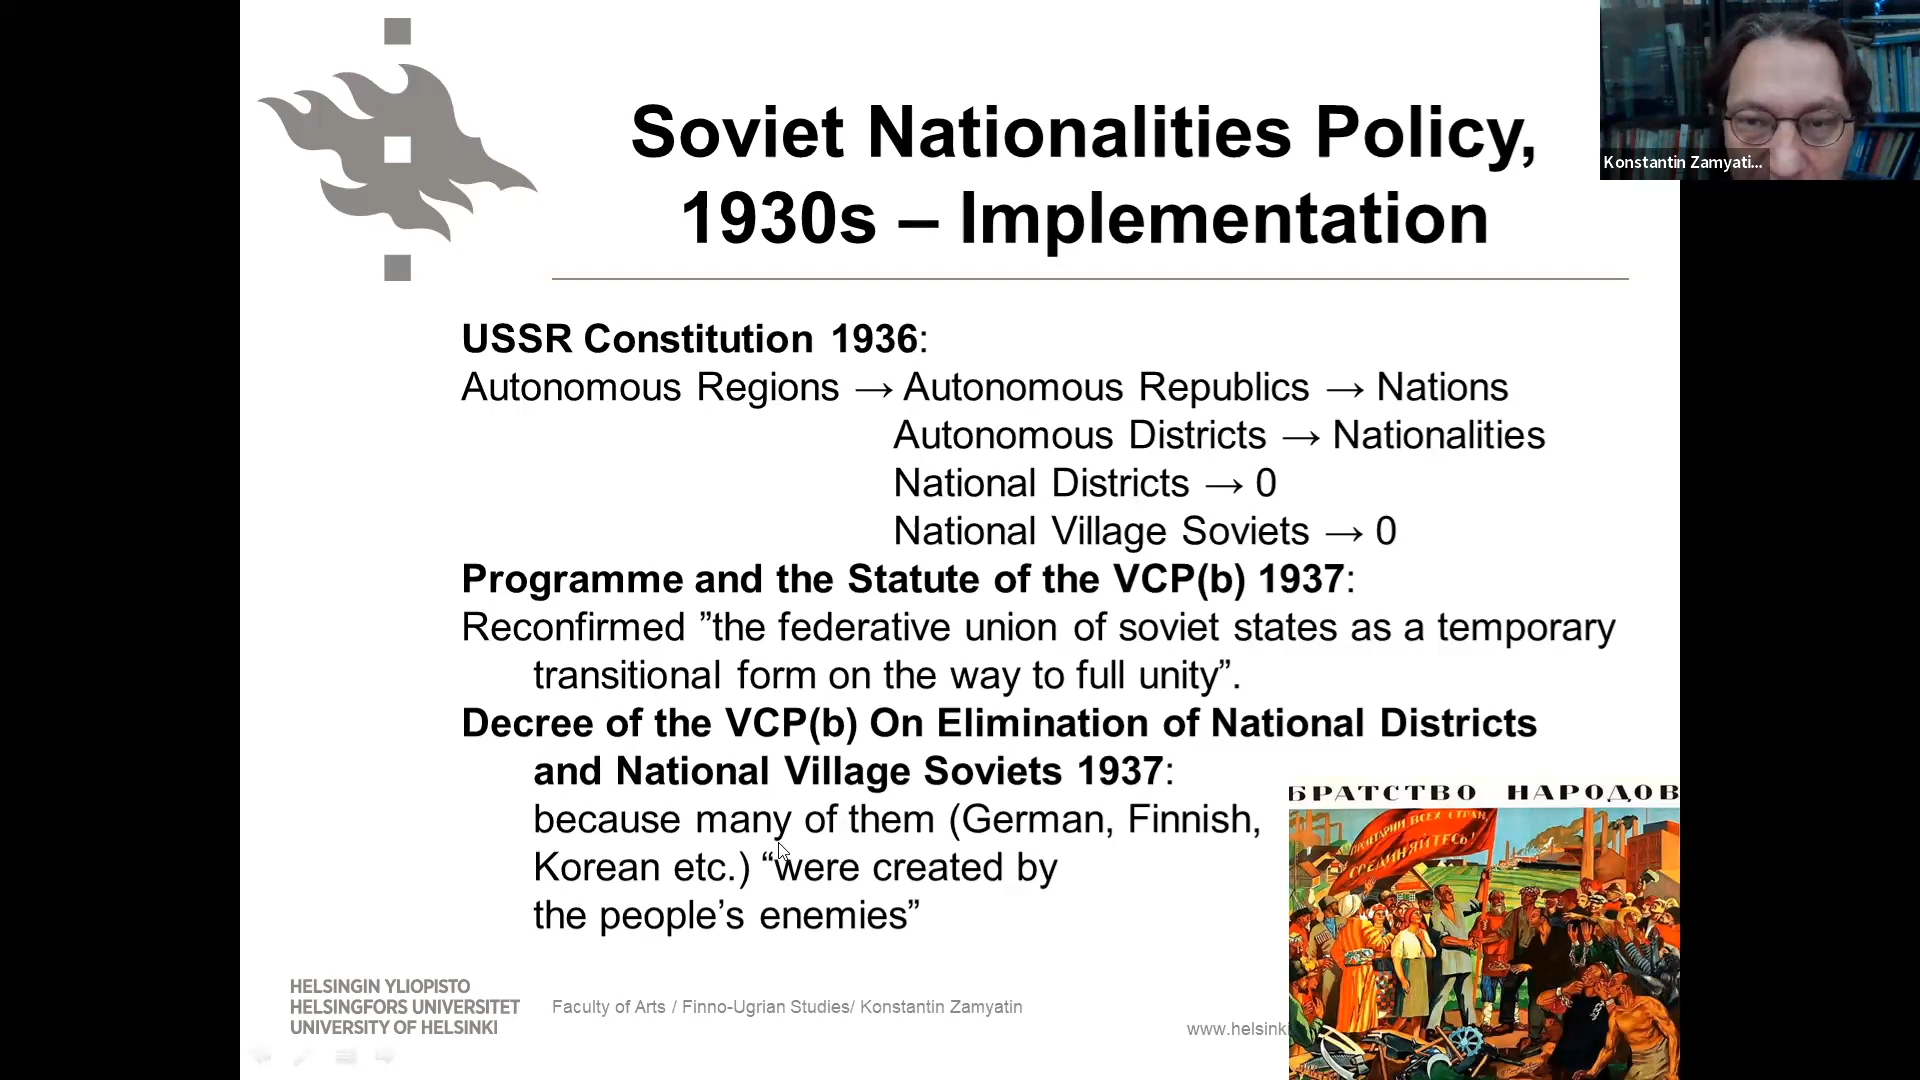 Soviet Nationalities Policy,
1930s – Implementation
Konstantin Zamyati...
USSR Constitution 1936:
Autonomous Regions → Autonomous Republics → Nations
Autonomous Districts → Nationalities
National Districts → 0
National Village Soviets → 0
Programme and the Statute of the VCP(b) 1937:
Reconfirmed ”the federative union of soviet states as a temporary
transitional form on the way to full unity”.
Decree of the VCP(b) On Elimination of National Districts
and National Village Soviets 1937:
because many of them (German, Finnish,
Korean etc.) “were created by
the people’s enemies”
БРАТСТВО НАРОДОВ
ПРОЛЕТАРИИ ВСЕХ СТРАН,
СОЕДИНЯЙТЕСЬ!
HELSINGIN YLIOPISTO
HELSINGFORS UNIVERSITET
UNIVERSITY OF HELSINKI
Faculty of Arts / Finno-Ugrian Studies/ Konstantin Zamyatin
www.helsinki